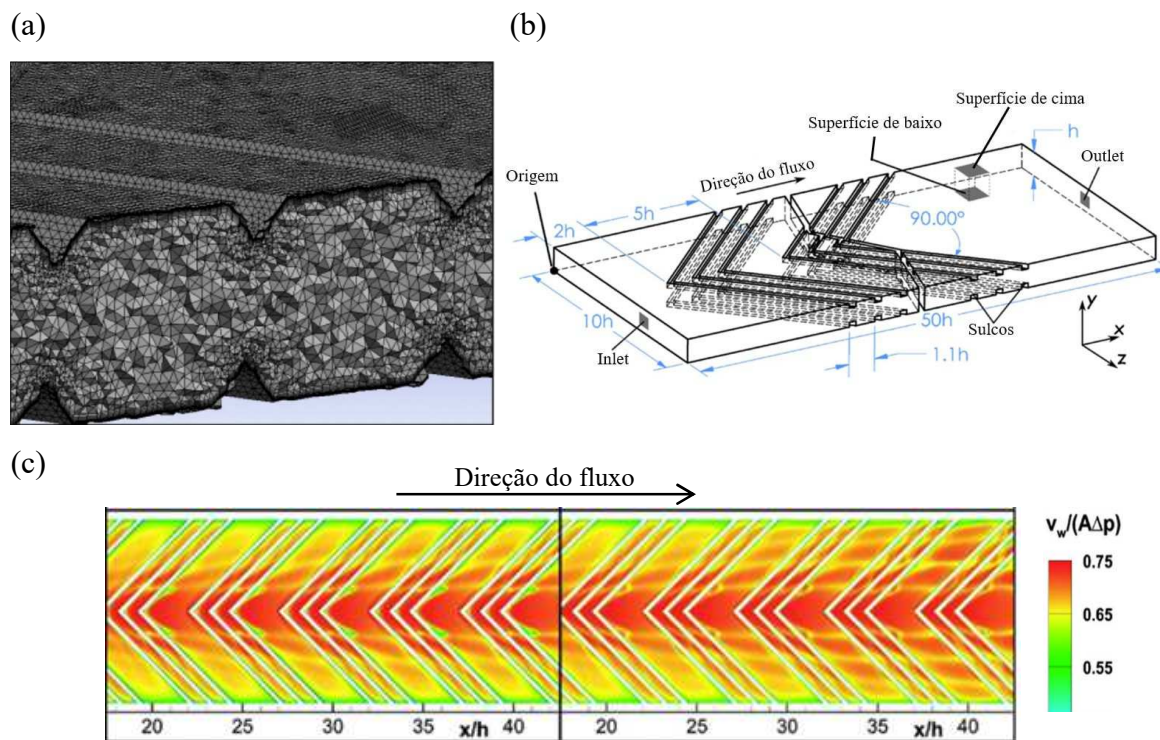 (a)
(b)
Superfície de cima
Superfície de baixo
h
Outlet
Direção do fluxo
Origem
5h
2h
90.00º
10h
50h
Sulcos
Inlet
1.1h
y
x
z
(c)
Direção do fluxo
v_w/(AΔp)
0.75
0.65
0.55
20 25 30 35 x/h 40 20 25 30 35 x/h 40